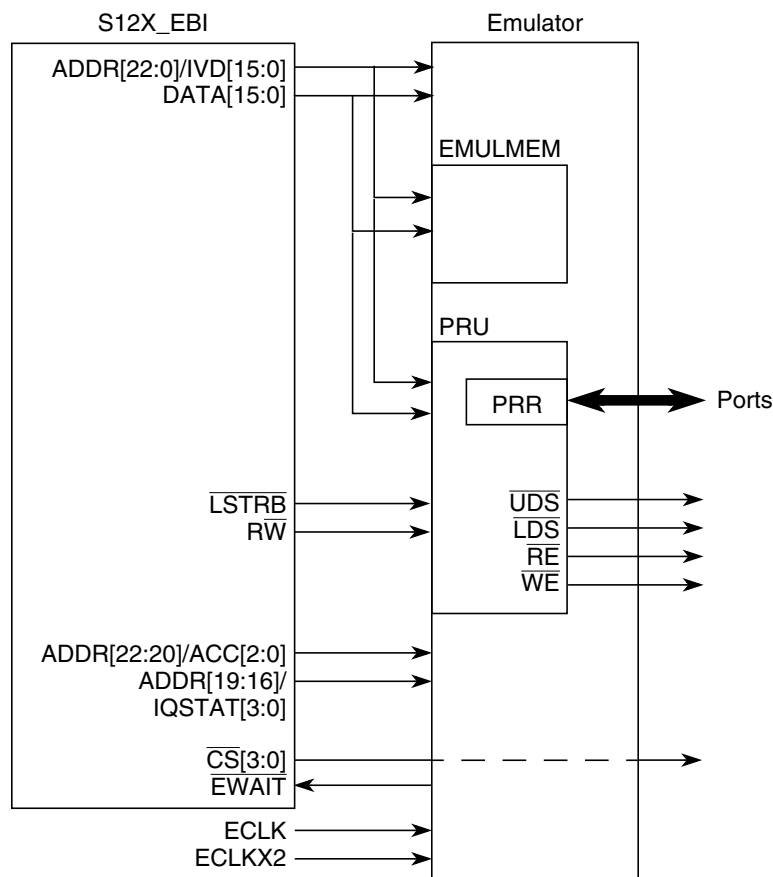 S12X_EBI
Emulator
ADDR[22:0]/IVD[15:0]
DATA[15:0]
EMULMEM
PRU
PRR
Ports
LSTRB
RW
UDS
LDS
RE
WE
ADDR[22:20]/ACC[2:0]
ADDR[19:16]/
IQSTAT[3:0]
CS[3:0]
EWAIT
ECLK
ECLKX2